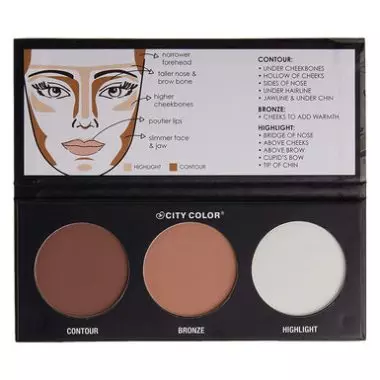 narrower
forehead
taller nose &
brow bone
higher
cheekbones
poutier lips
slimmer face
& jaw
HIGHLIGHT
CONTOUR
CONTOUR:
• UNDER CHEEKBONES
• HOLLOW OF CHEEKS
• SIDES OF NOSE
• UNDER HAIRLINE
• JAWLINE & UNDER CHIN
BRONZE:
• CHEEKS TO ADD WARMTH
HIGHLIGHT:
• BRIDGE OF NOSE
• ABOVE CHEEKS
• ABOVE BROW
• CUPID'S BOW
• TIP OF CHIN
CITY COLOR®
CONTOUR
BRONZE
HIGHLIGHT